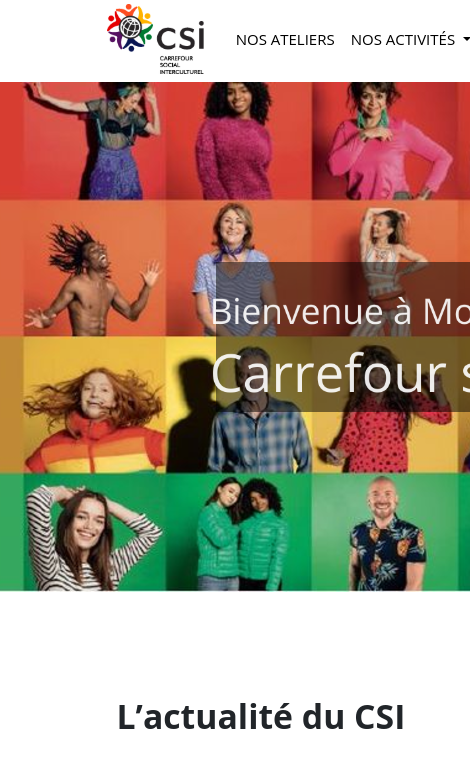 csi
CARREFOUR
SOCIAL
INTERCULTUREL
NOS ATELIERS NOS ACTIVITÉS
Bienvenue à Mo
Carrefour s
L’actualité du CSI